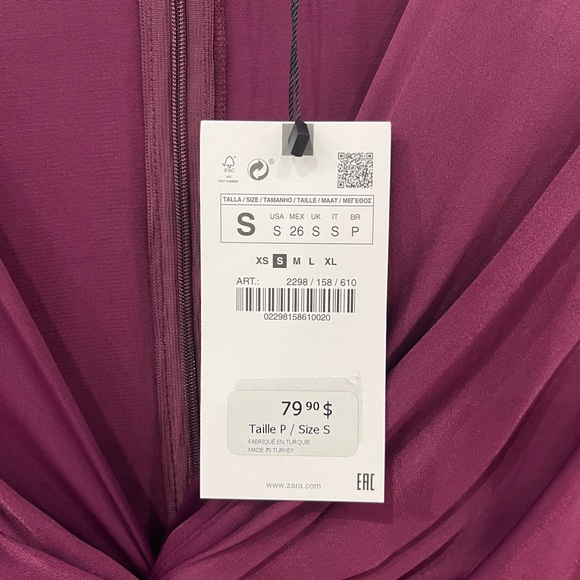 FSC
®
TALLA / SIZE / TAMANHO / TAILLE / MAAT / ΜΕΓΕΘΟΣ
S
USA MEX UK IT BR
S 26 S S P
XS S M L XL
ART.: 2298 / 158 / 610
02298158610020
79 90 $
Taille P / Size S
FABRIQUÉ EN TURQUIE
MADE IN TURKEY
www.zara.com
EAC